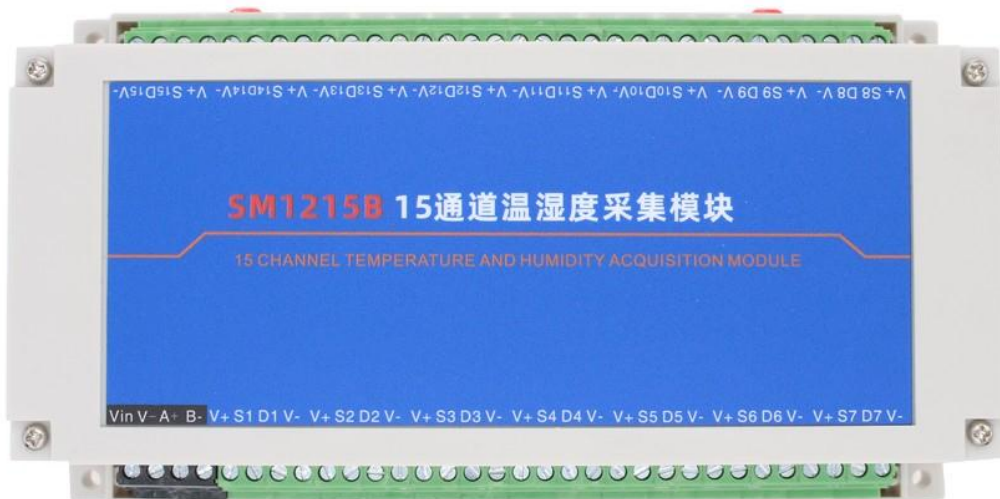 V+ S8 D8 V- V+ S9 D9 V- V+ S10D10V- V+ S11D11V- V+ S12D12V- V+ S13D13V- V+ S14D14V- V+ S15D15V-
SM1215B 15通道温湿度采集模块
15 CHANNEL TEMPERATURE AND HUMIDITY ACQUISITION MODULE
Vin V- A+ B- V+ S1 D1 V- V+ S2 D2 V- V+ S3 D3 V- V+ S4 D4 V- V+ S5 D5 V- V+ S6 D6 V- V+ S7 D7 V-